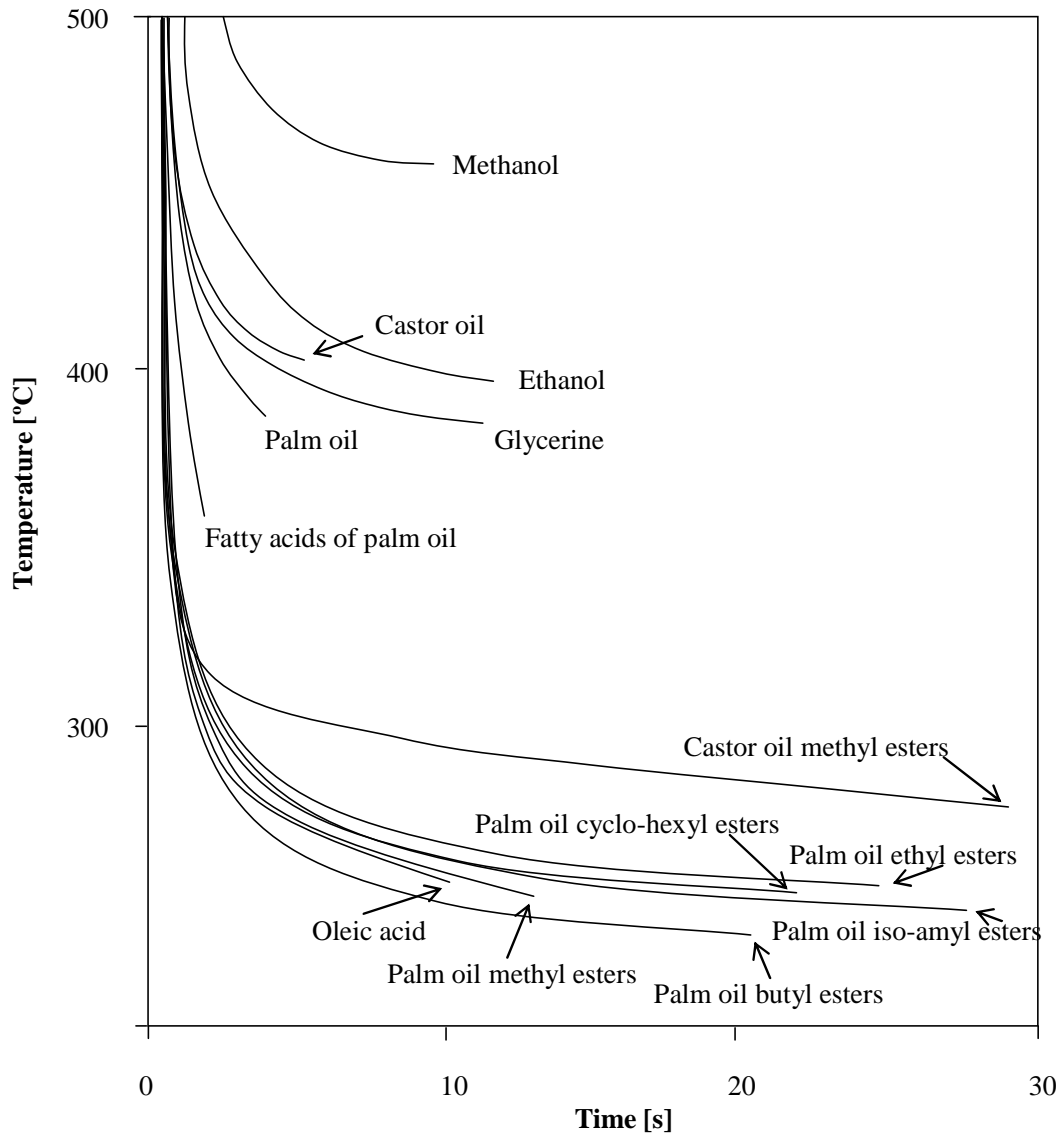 500
Methanol
Castor oil
400
Ethanol
Palm oil
Glycerine
Temperature [ºC]
Fatty acids of palm oil
300
Castor oil methyl esters
Palm oil cyclo-hexyl esters
Palm oil ethyl esters
Oleic acid
Palm oil iso-amyl esters
Palm oil methyl esters
Palm oil butyl esters
0
10
20
30
Time [s]